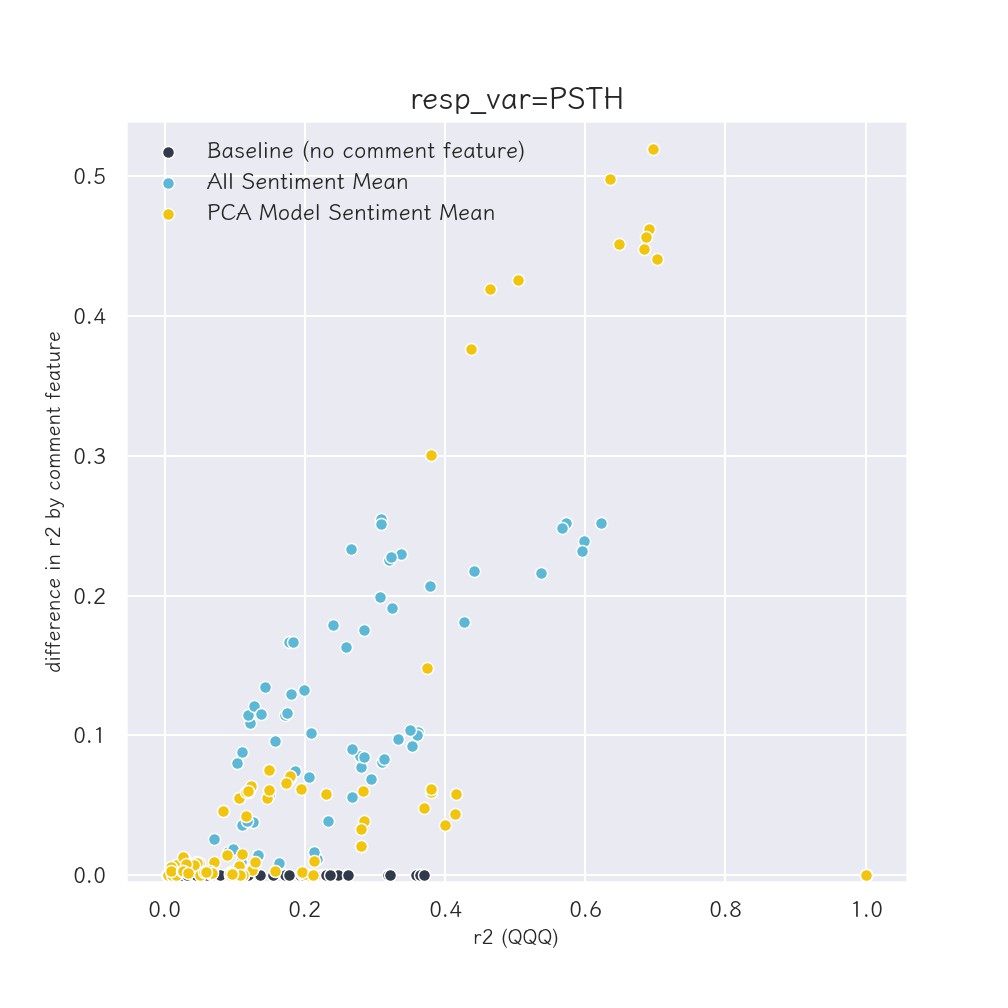 resp_var=PSTH
Baseline (no comment feature)
All Sentiment Mean
PCA Model Sentiment Mean
difference in r2 by comment feature
0.5
0.4
0.3
0.2
0.1
0.0
0.0 0.2 0.4 0.6 0.8 1.0
r2 (QQQ)